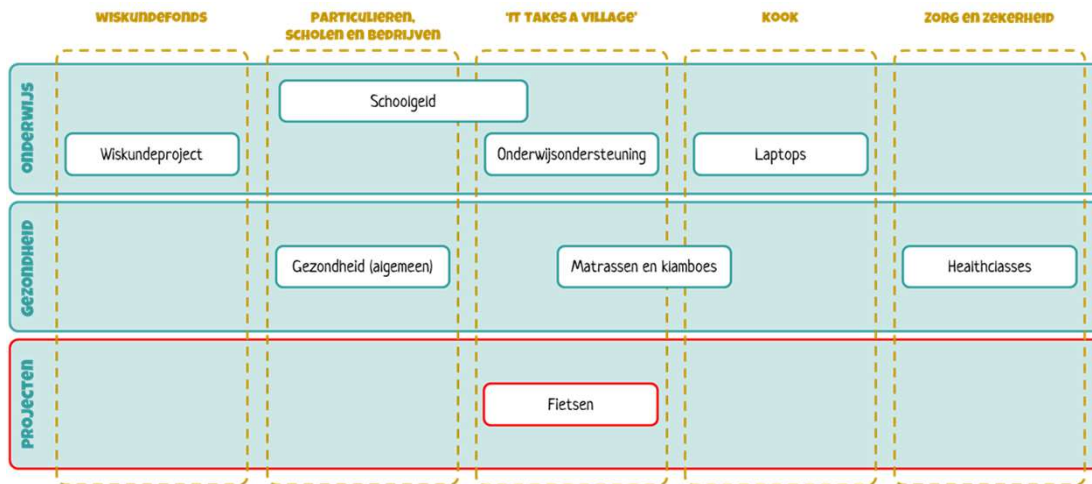 WISKUNDEFONDS
PARTICULIEREN,
SCHOLEN EN BEDRIJVEN
'IT TAKES A VILLAGE'
KOOK
ZORG EN ZEKERHEID
ONDERWIJS
Schoolgeld
Wiskundeproject
Onderwijsondersteuning
Laptops
GEZONDHEID
Gezondheid (algemeen)
Matrassen en klamboes
Healthclasses
PROJECTEN
Fietsen